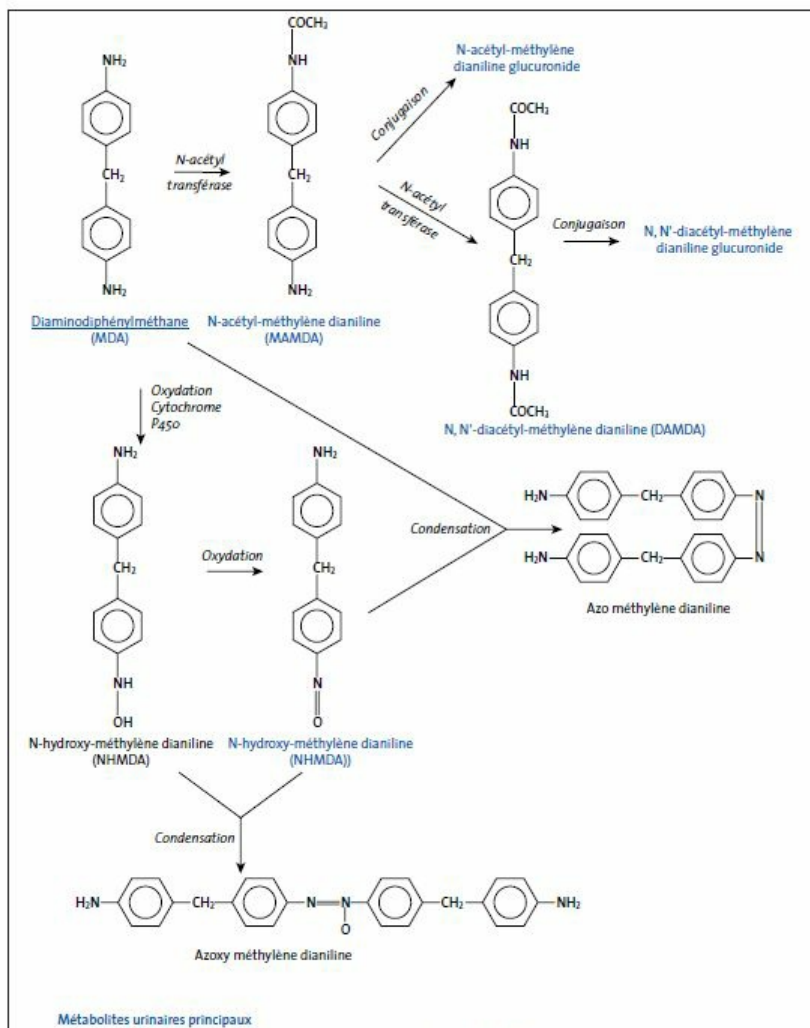 COCH₃
NH₂
NH
N-acétyl-méthylène
dianiline glucuronide
Conjugaison
COCH₃
NH
CH₂
N-acétyl
transférase
CH₂
N-acétyl
transférase
Conjugaison
N, N'-diacétyl-méthylène
dianiline glucuronide
CH₂
NH₂
NH₂
Diaminodiphénylméthane
(MDA)
N-acétyl-méthylène dianiline
(MAMDA)
NH
COCH₃
N, N'-diacétyl-méthylène dianiline (DAMDA)
Oxydation
Cytochrome
P450
NH₂
NH₂
H₂N
CH₂
N
Condensation
H₂N
CH₂
N
Azo méthylène dianiline
CH₂
Oxydation
CH₂
NH
N
OH
O
N-hydroxy-méthylène dianiline
(NHMDA)
N-hydroxy-méthylène dianiline
(NHMDA))
Condensation
H₂N
CH₂
N
N
CH₂
NH₂
O
Azoxy méthylène dianiline
Métabolites urinaires principaux